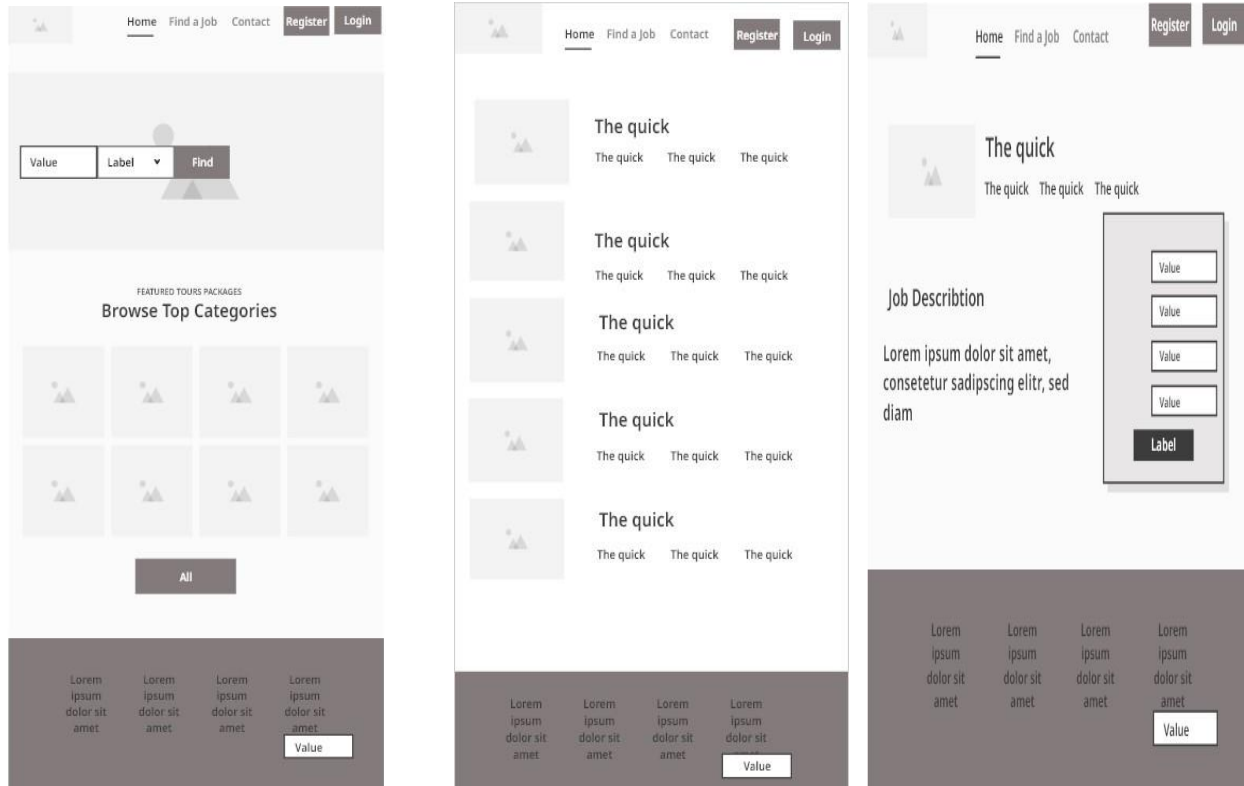 Home Find a Job Contact Register Login
Value Label Find
FEATURED TOURS PACKAGES
Browse Top Categories
All
Lorem Lorem Lorem Lorem
ipsum ipsum ipsum ipsum
dolor sit dolor sit dolor sit dolor sit
amet amet amet amet
Value
Home Find a Job Contact Register Login
The quick
The quick The quick The quick
The quick
The quick The quick The quick
The quick
The quick The quick The quick
The quick
The quick The quick The quick
The quick
The quick The quick The quick
Lorem Lorem Lorem Lorem
ipsum ipsum ipsum ipsum
dolor sit dolor sit dolor sit dolor sit
amet amet amet
Value
Home Find a Job Contact Register Login
The quick
The quick The quick The quick
Value
Value
Value
Value
Label
Job Describtion
Lorem ipsum dolor sit amet,
consetetur sadipscing elitr, sed
diam
Lorem Lorem Lorem Lorem
ipsum ipsum ipsum ipsum
dolor sit dolor sit dolor sit dolor sit
amet amet amet amet
Value